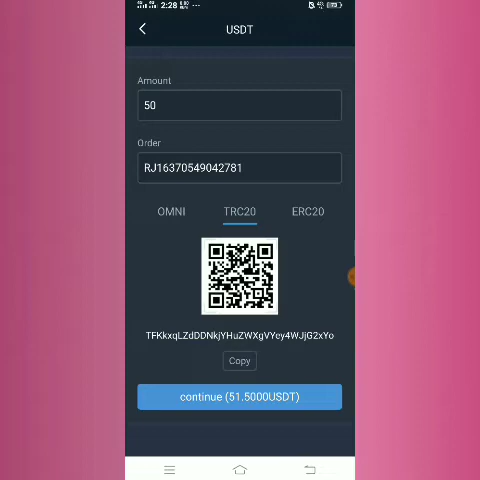 2:28
USDT
Amount
50
Order
RJ16370549042781
OMNI TRC20 ERC20
TFKkxqLZdDDNkjYHuZWXgVYey4WJjG2xYo
Copy
continue (51.5000USDT)